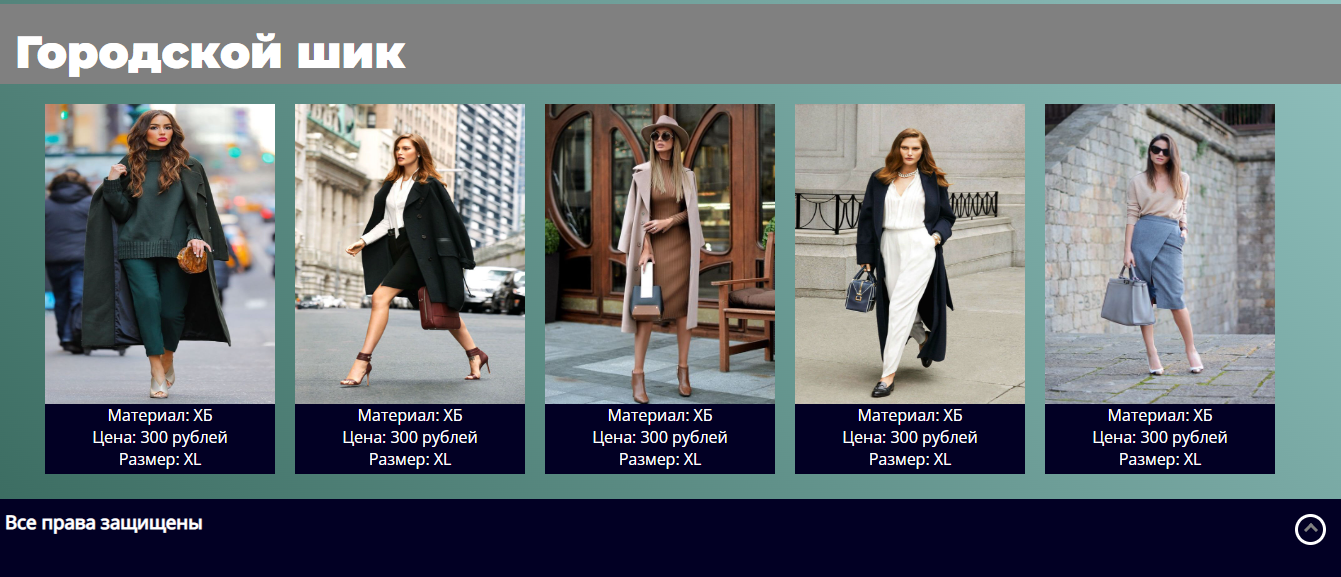 Городской шик
Материал: ХБ
Цена: 300 рублей
Размер: XL
Материал: ХБ
Цена: 300 рублей
Размер: XL
Материал: ХБ
Цена: 300 рублей
Размер: XL
Материал: ХБ
Цена: 300 рублей
Размер: XL
Материал: ХБ
Цена: 300 рублей
Размер: XL
Все права защищены